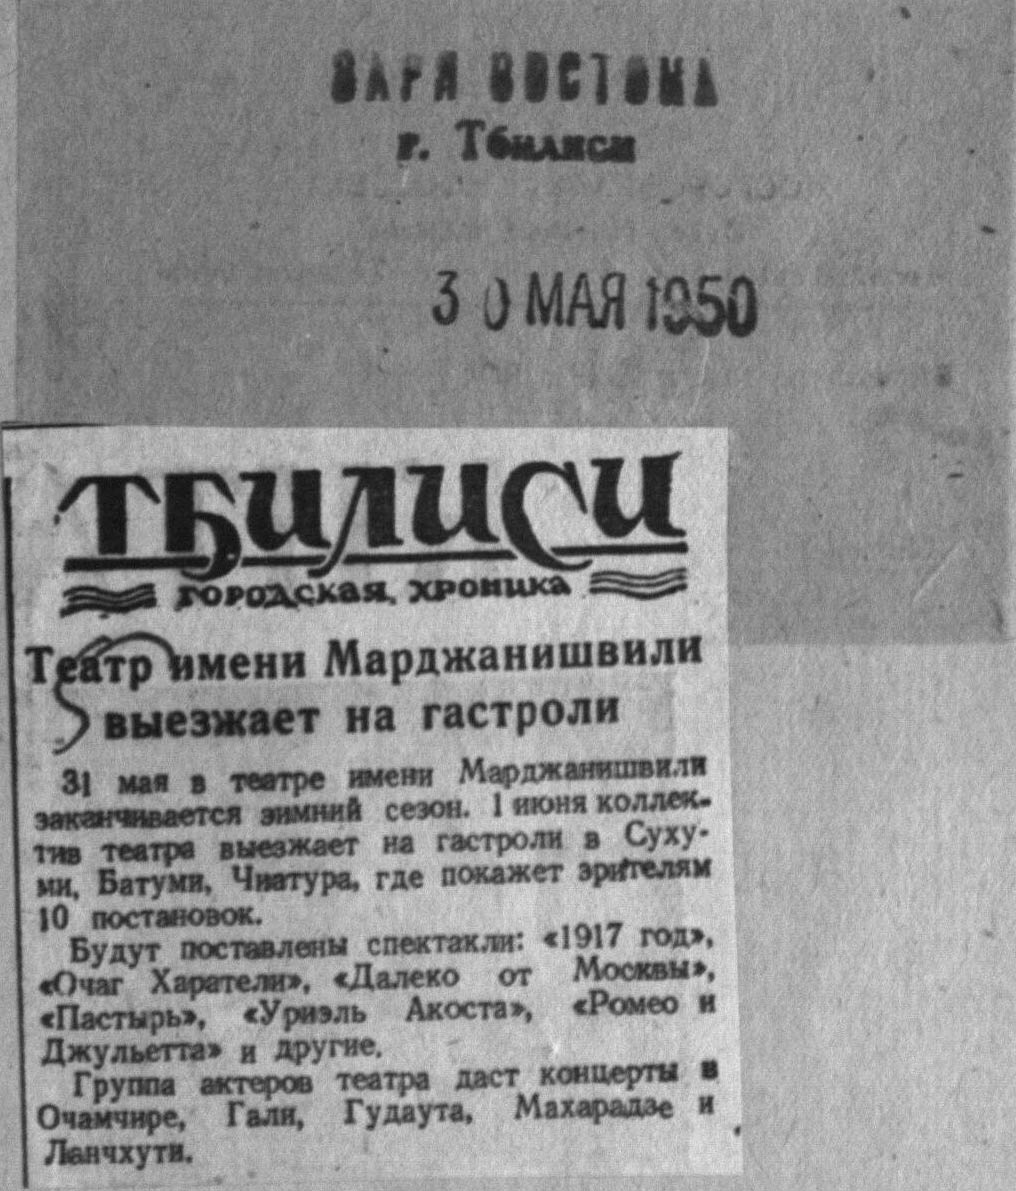 ЗАРЯ ВОСТОКА
г. Тбилиси
30 МАЯ 1950
ТБИЛИСИ
ГОРОДСКАЯ ХРОНИКА
Театр имени Марджанишвили
выезжает на гастроли
31 мая в театре имени Марджанишвили
заканчивается зимний сезон. 1 июня коллек-
тив театра выезжает на гастроли в Суху-
ми, Батуми, Чиатура, где покажет зрителям
10 постановок.
Будут поставлены спектакли: «1917 год»,
«Очаг Харатели», «Далеко от Москвы»,
«Пастырь», «Уриэль Акоста», «Ромео и
Джульетта» и другие.
Группа актеров театра даст концерты в
Очамчире, Гали, Гудаута, Махарадзе и
Ланчхути.